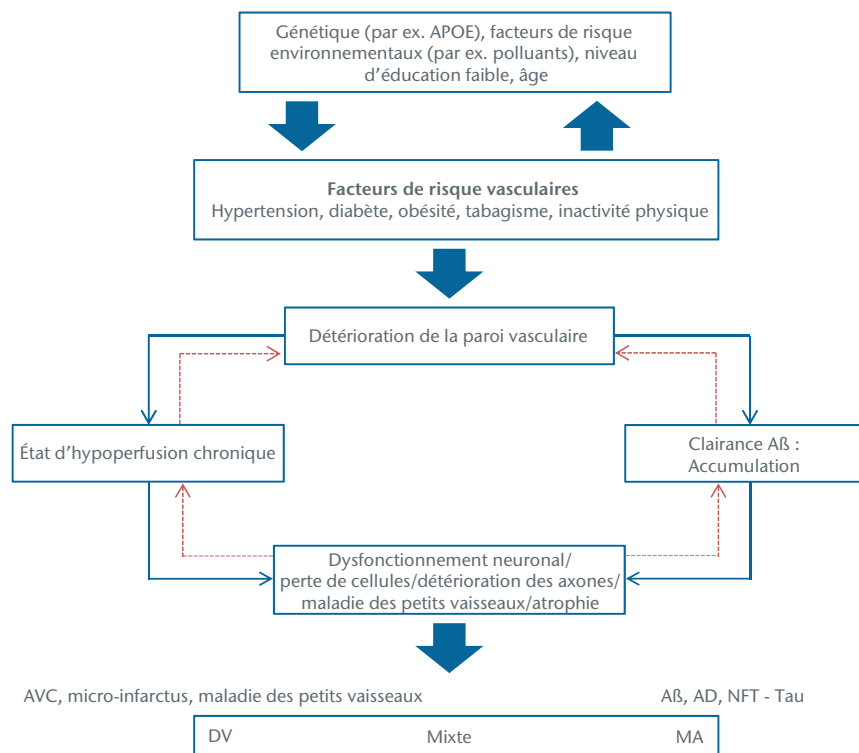 Génétique (par ex. APOE), facteurs de risque
environnementaux (par ex. polluants), niveau
d’éducation faible, âge
Facteurs de risque vasculaires
Hypertension, diabète, obésité, tabagisme, inactivité physique
Détérioration de la paroi vasculaire
État d’hypoperfusion chronique
Clairance Aß :
Accumulation
Dysfonctionnement neuronal/
perte de cellules/détérioration des axones/
maladie des petits vaisseaux/atrophie
AVC, micro-infarctus, maladie des petits vaisseaux
Aß, AD, NFT - Tau
DV Mixte MA